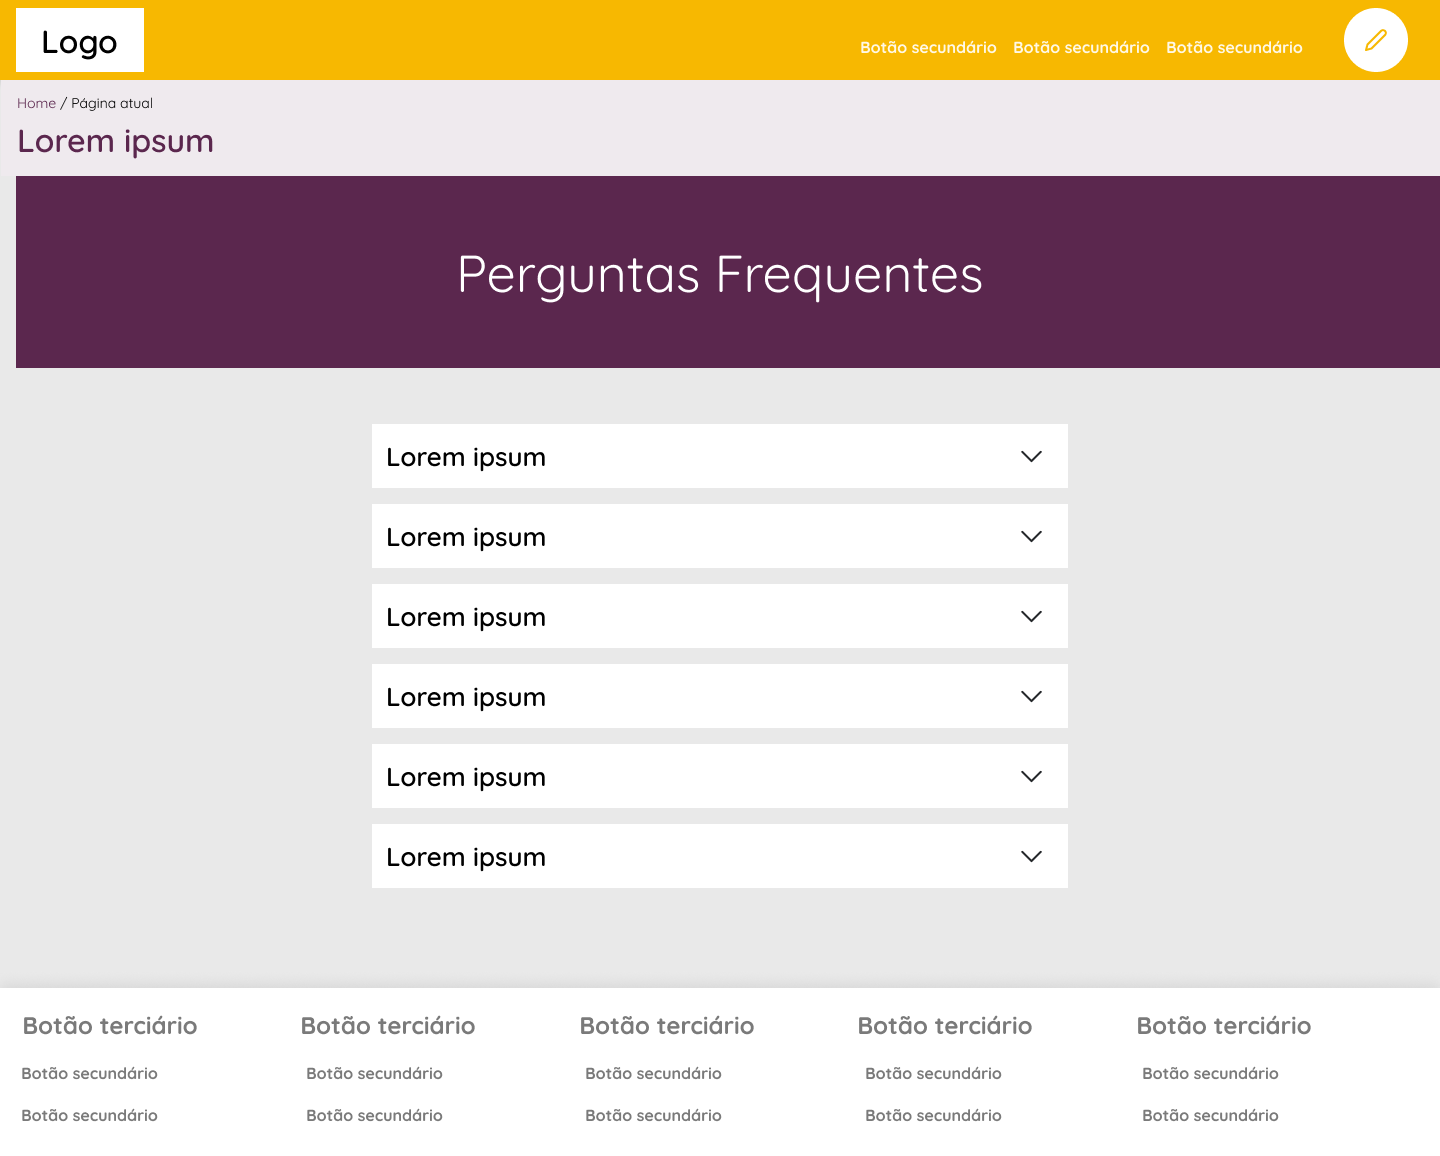 Logo
Botão secundário Botão secundário Botão secundário
Home / Página atual
Lorem ipsum
Perguntas Frequentes
Lorem ipsum
Lorem ipsum
Lorem ipsum
Lorem ipsum
Lorem ipsum
Lorem ipsum
Botão terciário Botão terciário Botão terciário Botão terciário Botão terciário
Botão secundário Botão secundário Botão secundário Botão secundário Botão secundário
Botão secundário Botão secundário Botão secundário Botão secundário Botão secundário